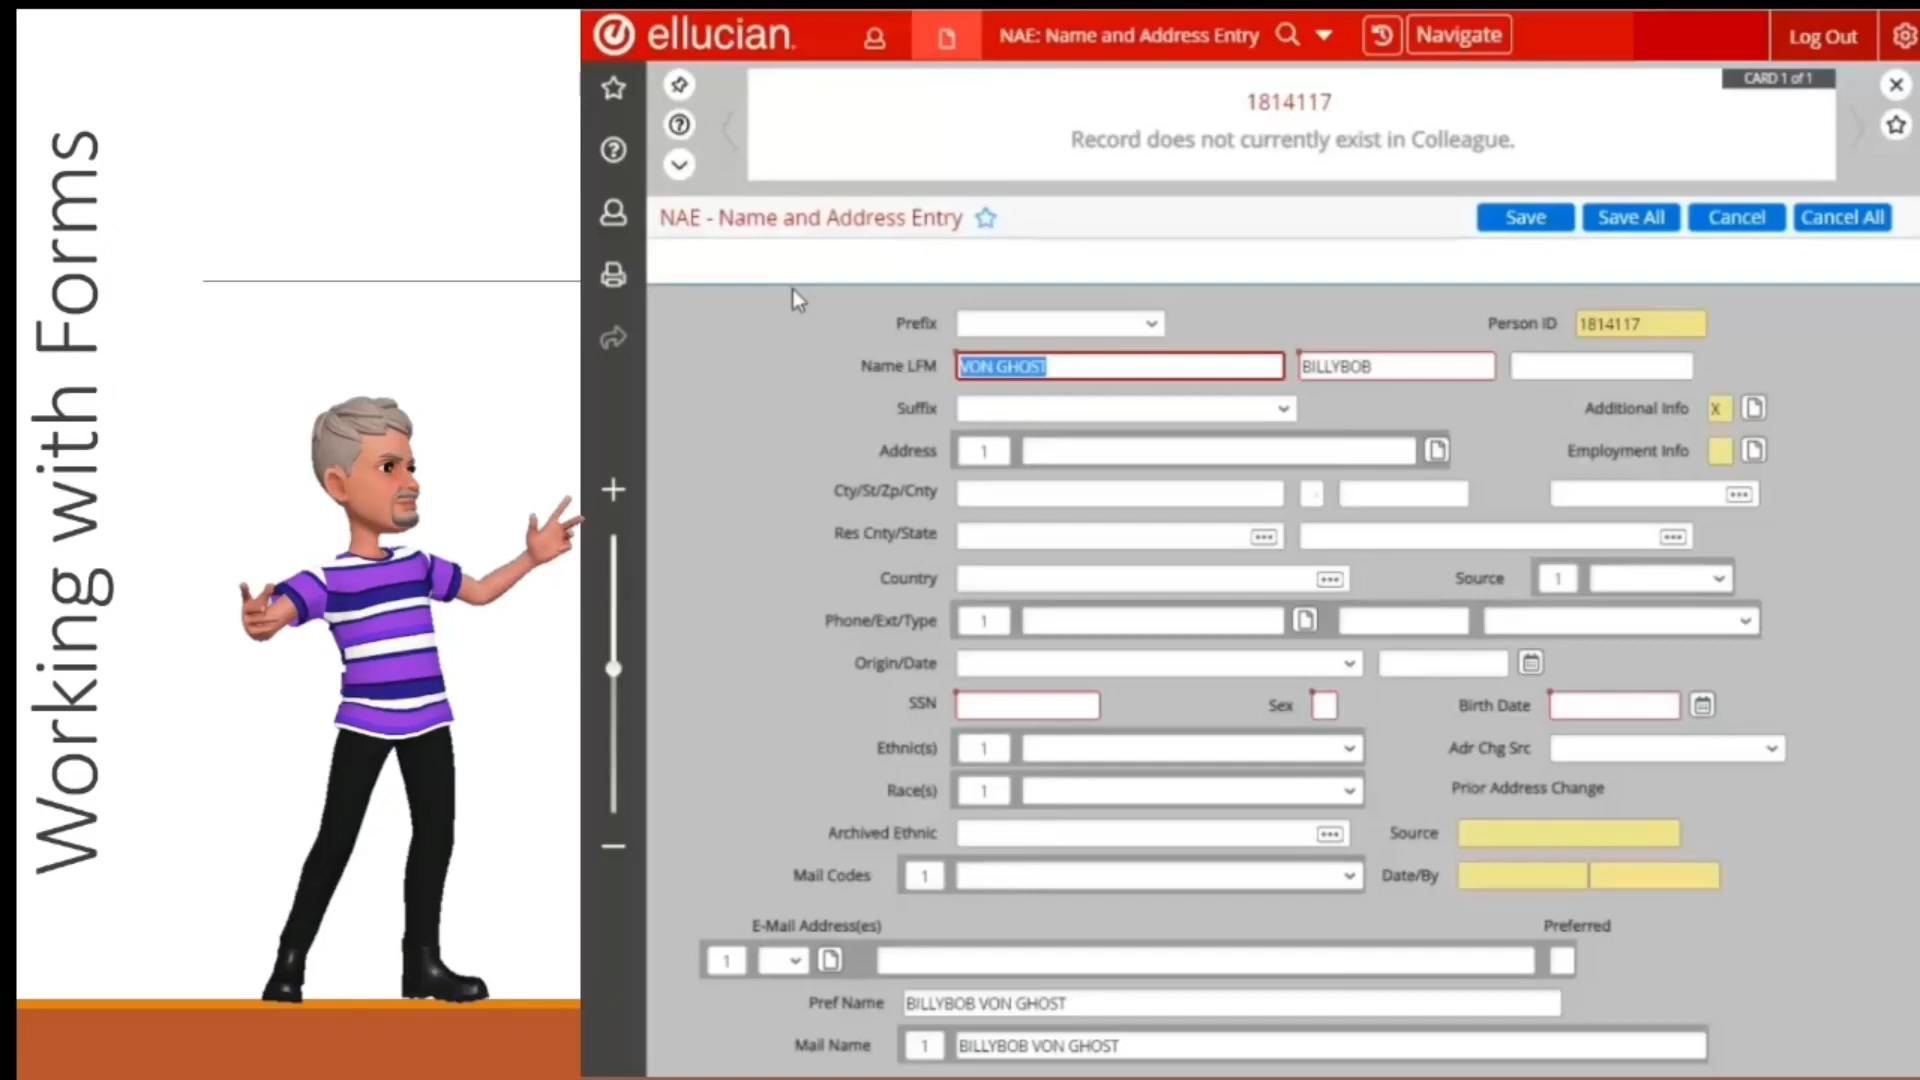 Working with Forms
ellucian.
NAE: Name and Address Entry
Navigate
Log Out
CARD 1 of 1
1814117
Record does not currently exist in Colleague.
NAE - Name and Address Entry
Save
Save All
Cancel
Cancel All
Prefix
Person ID 1814117
Name LFM VON GHOST BILLYBOB
Suffix
Additional Info X
Address 1
Employment Info
Cty/St/Zp/Cnty
Res Cnty/State
Country
Source 1
Phone/Ext/Type 1
Origin/Date
SSN
Sex
Birth Date
Ethnic(s) 1
Adr Chg Src
Race(s) 1
Prior Address Change
Archived Ethnic
Source
Mail Codes 1
Date/By
E-Mail Address(es)
Preferred
1
Pref Name BILLYBOB VON GHOST
Mail Name 1 BILLYBOB VON GHOST